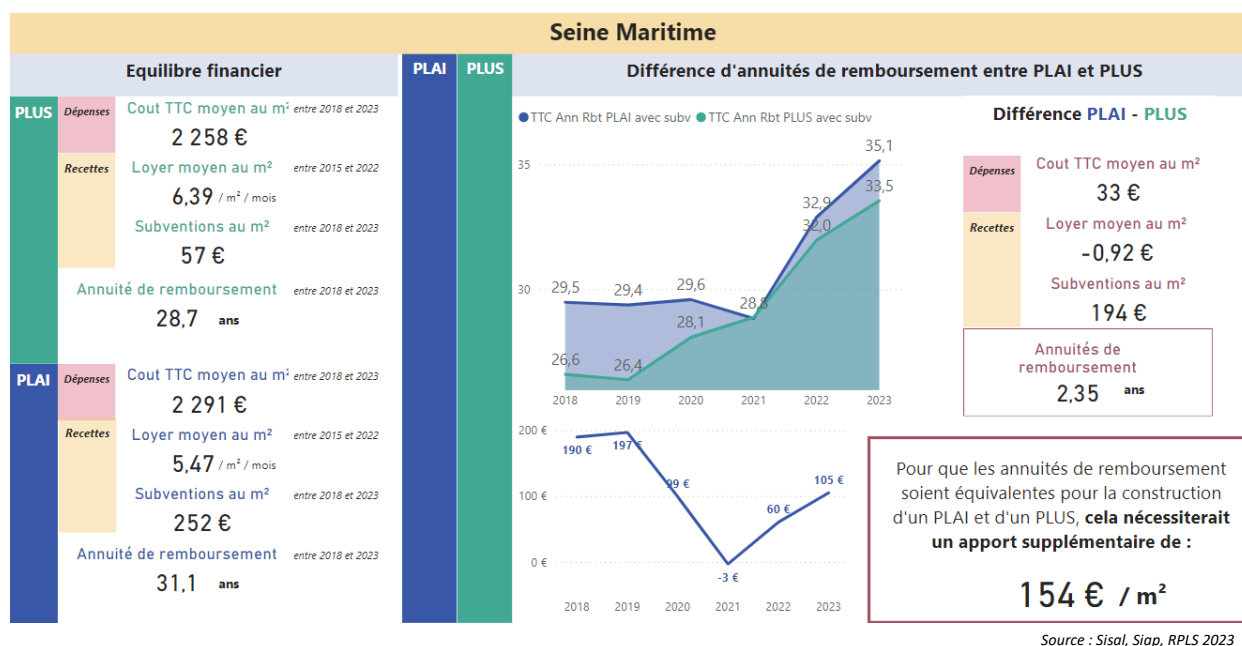 Seine Maritime
Equilibre financier
PLUS
Dépenses
Cout TTC moyen au m² entre 2018 et 2023
2 258 €
Recettes
Loyer moyen au m² entre 2015 et 2022
6,39 / m² / mois
Subventions au m² entre 2018 et 2023
57 €
Annuité de remboursement entre 2018 et 2023
28,7 ans
PLAI
Dépenses
Cout TTC moyen au m² entre 2018 et 2023
2 291 €
Recettes
Loyer moyen au m² entre 2015 et 2022
5,47 / m² / mois
Subventions au m² entre 2018 et 2023
252 €
Annuité de remboursement entre 2018 et 2023
31,1 ans
PLAI PLUS
Différence d'annuités de remboursement entre PLAI et PLUS
TTC Ann Rbt PLAI avec subv TTC Ann Rbt PLUS avec subv
35
30
29,5 29,4 29,6 28,8 32,9 35,1
26,6 26,4 28,1 32,0 33,5
2018 2019 2020 2021 2022 2023
200 €
100 €
0 €
190 € 197 € 99 € -3 € 60 € 105 €
2018 2019 2020 2021 2022 2023
Différence PLAI - PLUS
Dépenses
Cout TTC moyen au m²
33 €
Recettes
Loyer moyen au m²
-0,92 €
Subventions au m²
194 €
Annuités de
remboursement
2,35 ans
Pour que les annuités de remboursement
soient équivalentes pour la construction
d'un PLAI et d'un PLUS, cela nécessiterait
un apport supplémentaire de :
154 € / m²
Source : Sisal, Siap, RPLS 2023